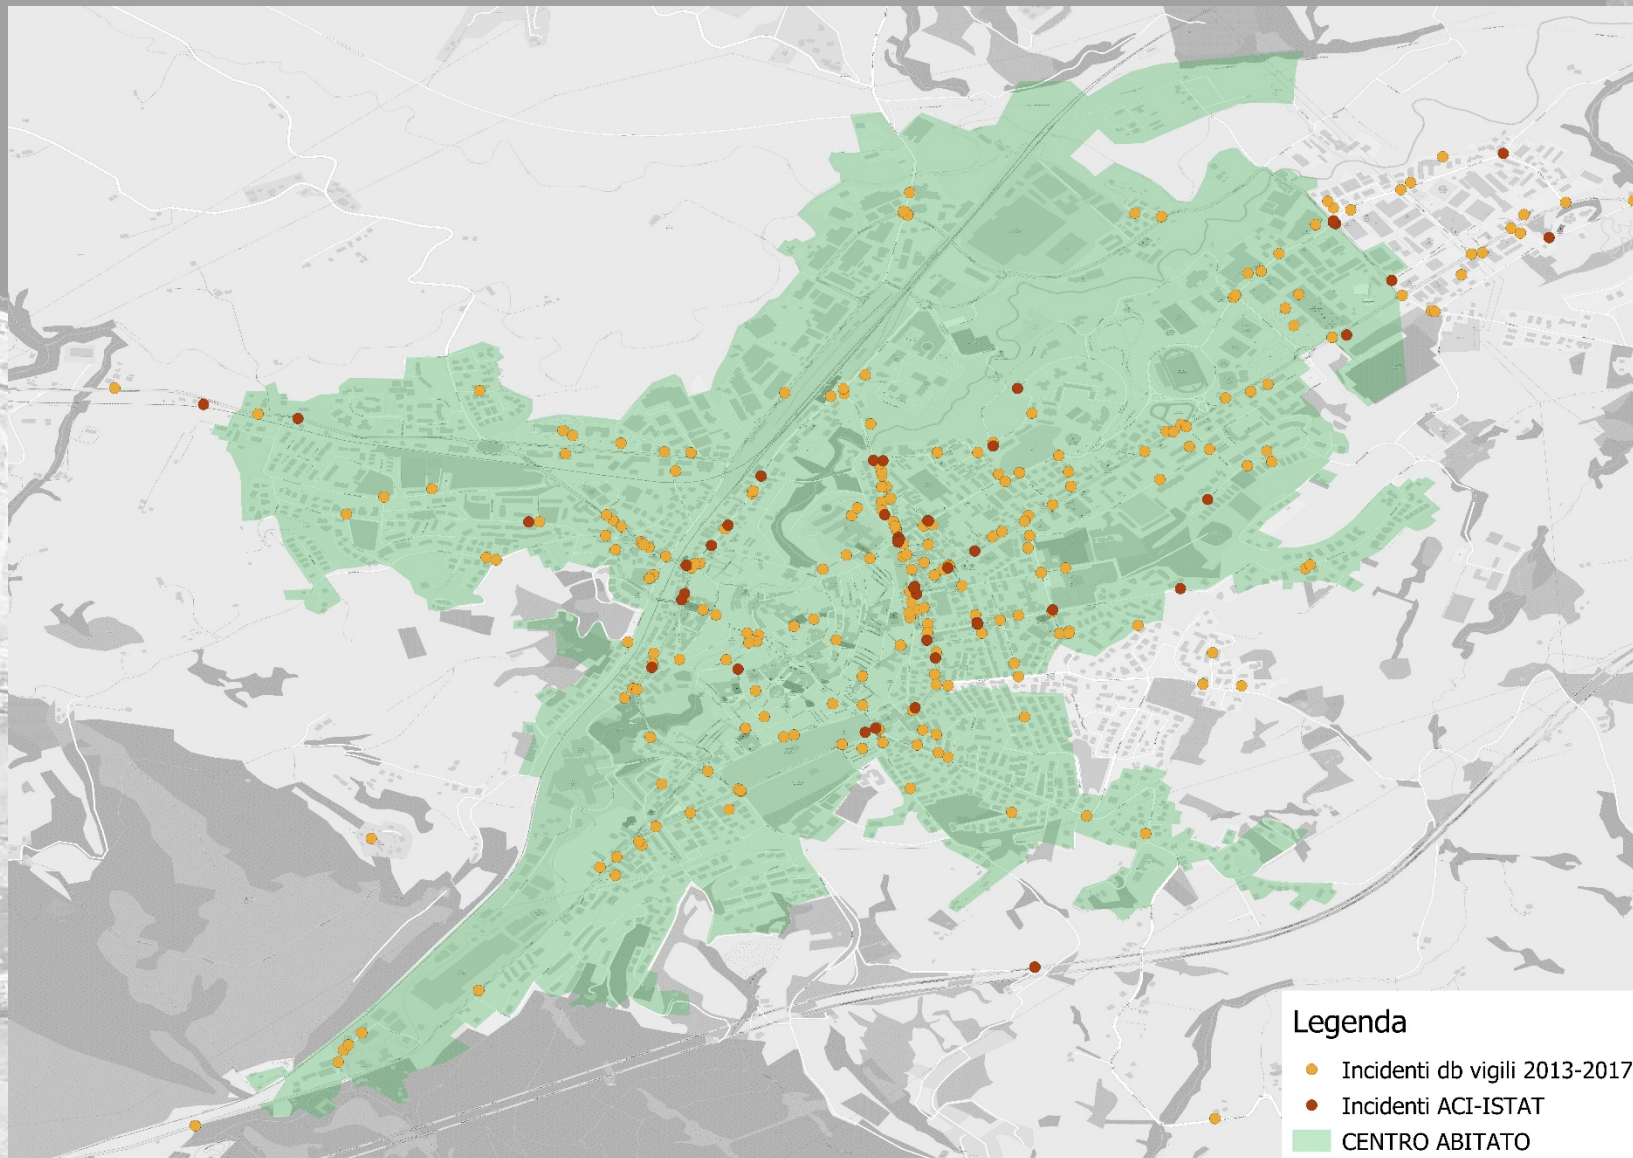 Legenda
Incidenti db vigili 2013-2017
Incidenti ACI-ISTAT
CENTRO ABITATO